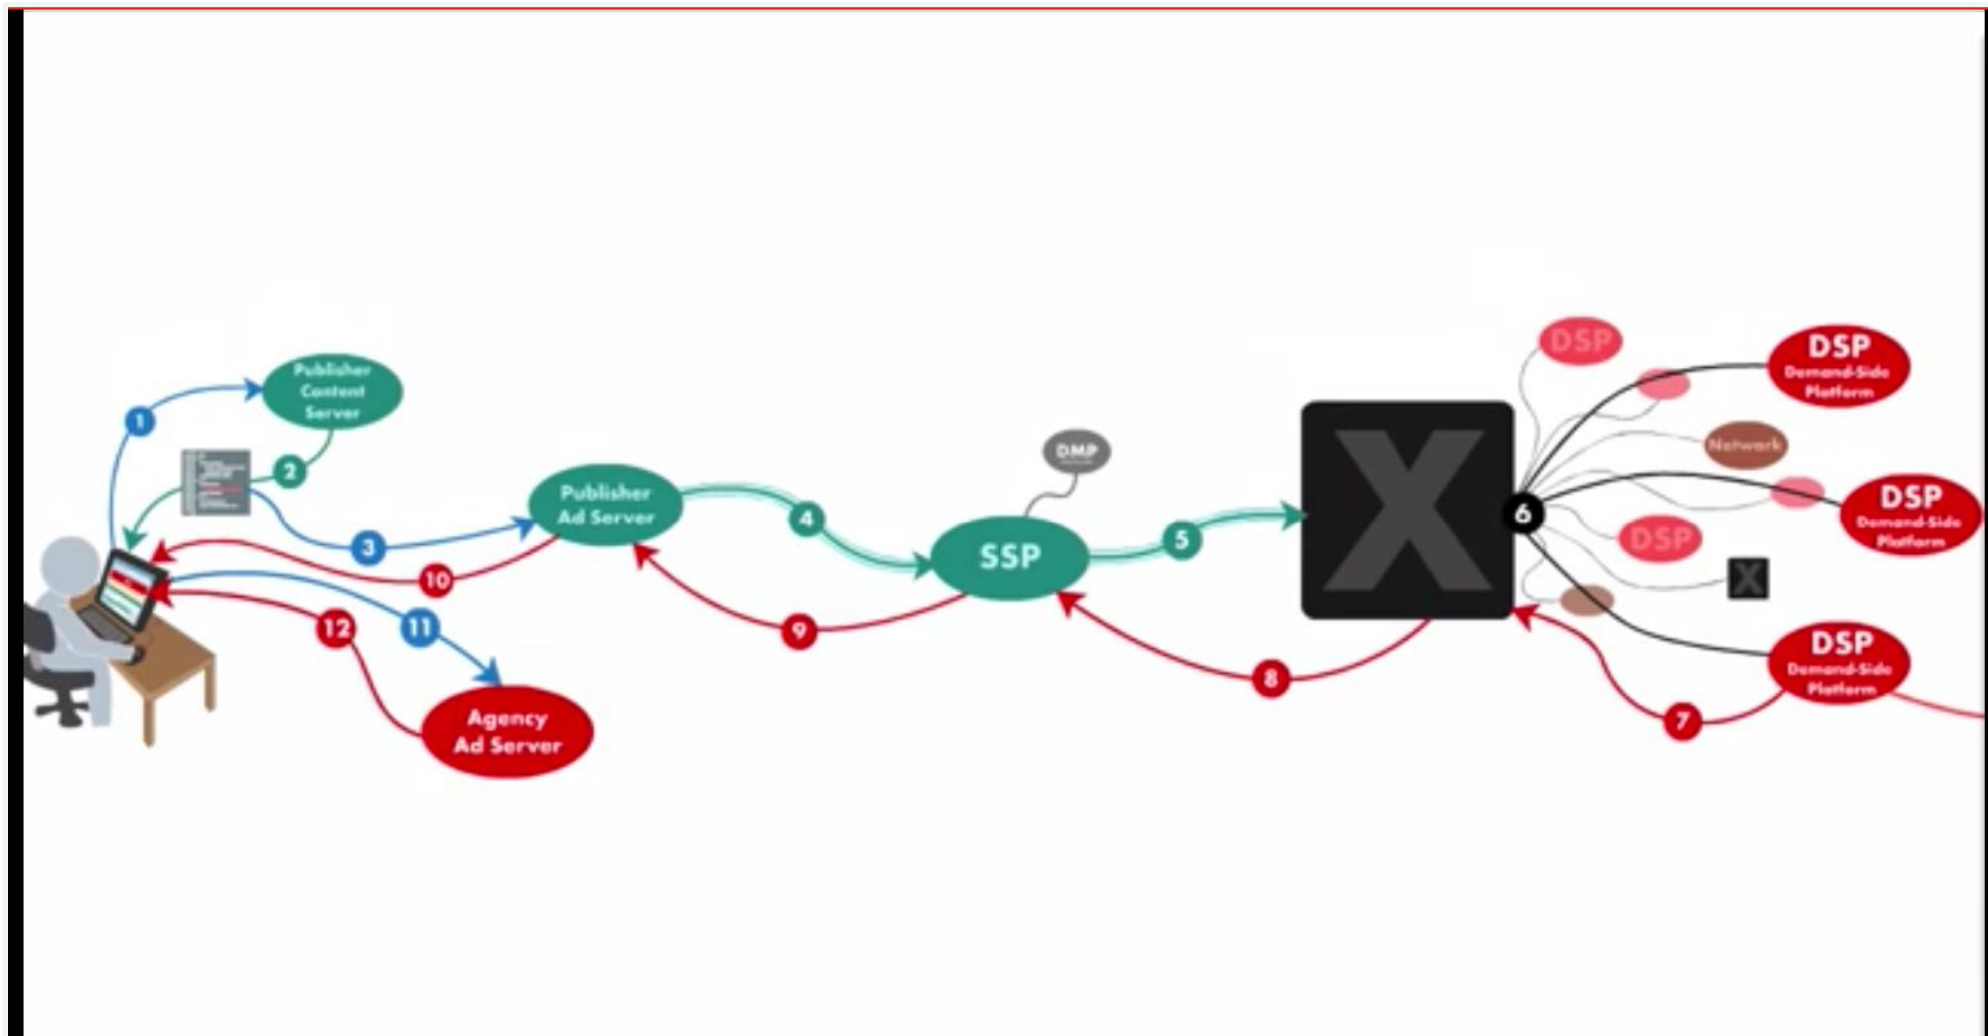 Publisher
Content
Server
1
2
3
Publisher
Ad Server
4
DMP
SSP
5
X
6
DSP
DSP
Demand-Side
Platform
Network
DSP
Demand-Side
Platform
DSP
X
DSP
Demand-Side
Platform
7
8
9
10
11
12
Agency
Ad Server